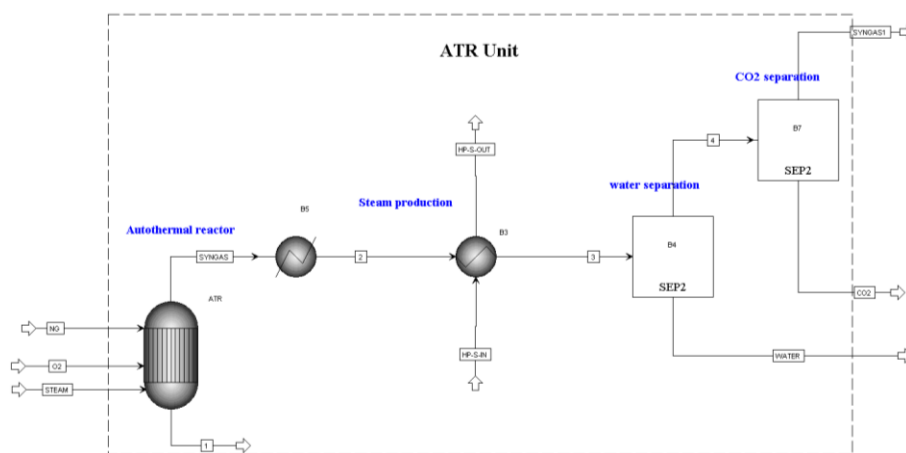 SYNGAS1
ATR Unit
CO2 separation
B7
HP-S-OUT
4
SEP2
water separation
Steam production
B5
B3
Autothermal reactor
B4
SYNGAS
2
3
SEP2
ATR
CO2
NG
HP-S-IN
WATER
O2
STEAM
1